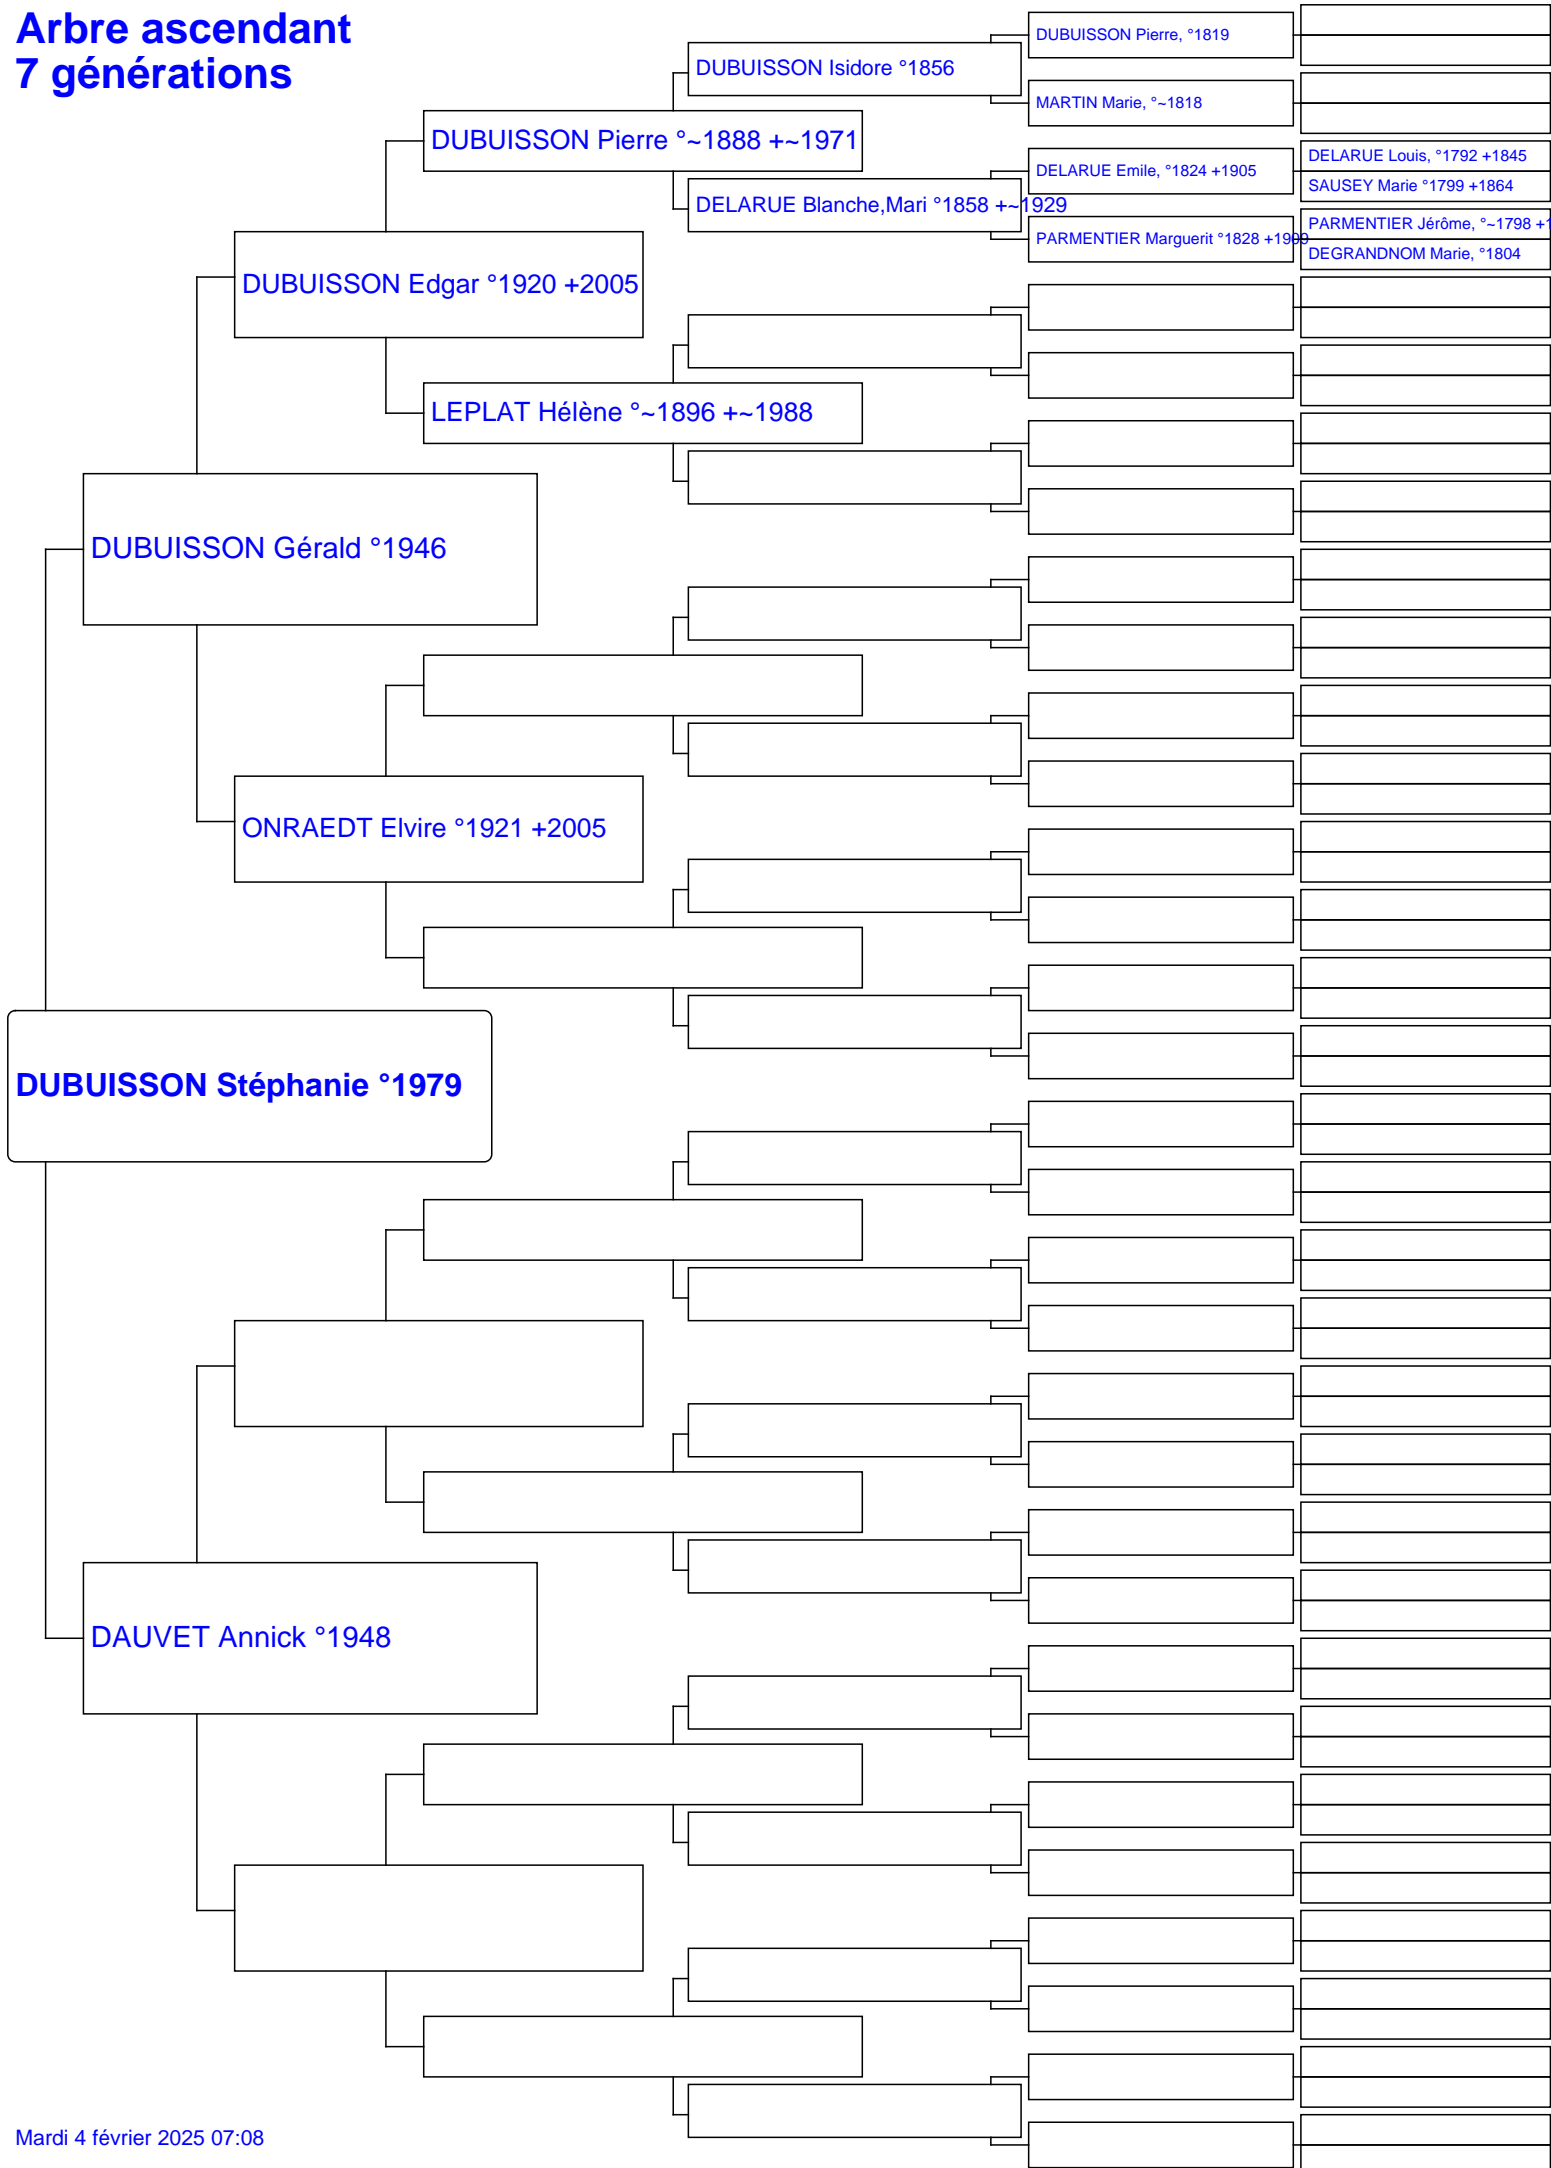 Arbre ascendant
7 générations
DUBUISSON Pierre, °1819
DUBUISSON Isidore °1856
MARTIN Marie, °~1818
DUBUISSON Pierre °~1888 +~1971
DELARUE Louis, °1792 +1845
DELARUE Emile, °1824 +1905
SAUSEY Marie °1799 +1864
DELARUE Blanche,Mari °1858 +~1929
PARMENTIER Jérôme, °~1798 +1
PARMENTIER Marguerit °1828 +1909
DEGRANDNOM Marie, °1804
DUBUISSON Edgar °1920 +2005
LEPLAT Hélène °~1896 +~1988
DUBUISSON Gérald °1946
ONRAEDT Elvire °1921 +2005
DUBUISSON Stéphanie °1979
DAUVET Annick °1948
Mardi 4 février 2025 07:08